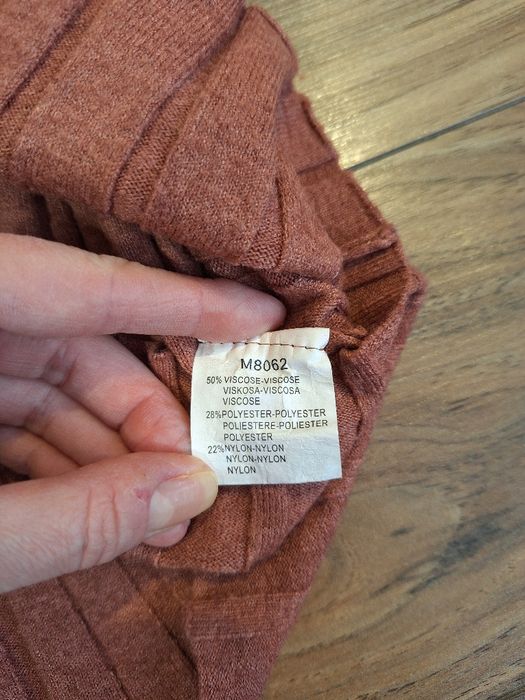 M8062
50% VISCOSE-VISCOSE
VISKOSA-VISCOSA
VISCOSE
28%POLYESTER-POLYESTER
POLIESTERE-POLIESTER
POLYESTER
22%NYLON-NYLON
NYLON-NYLON
NYLON